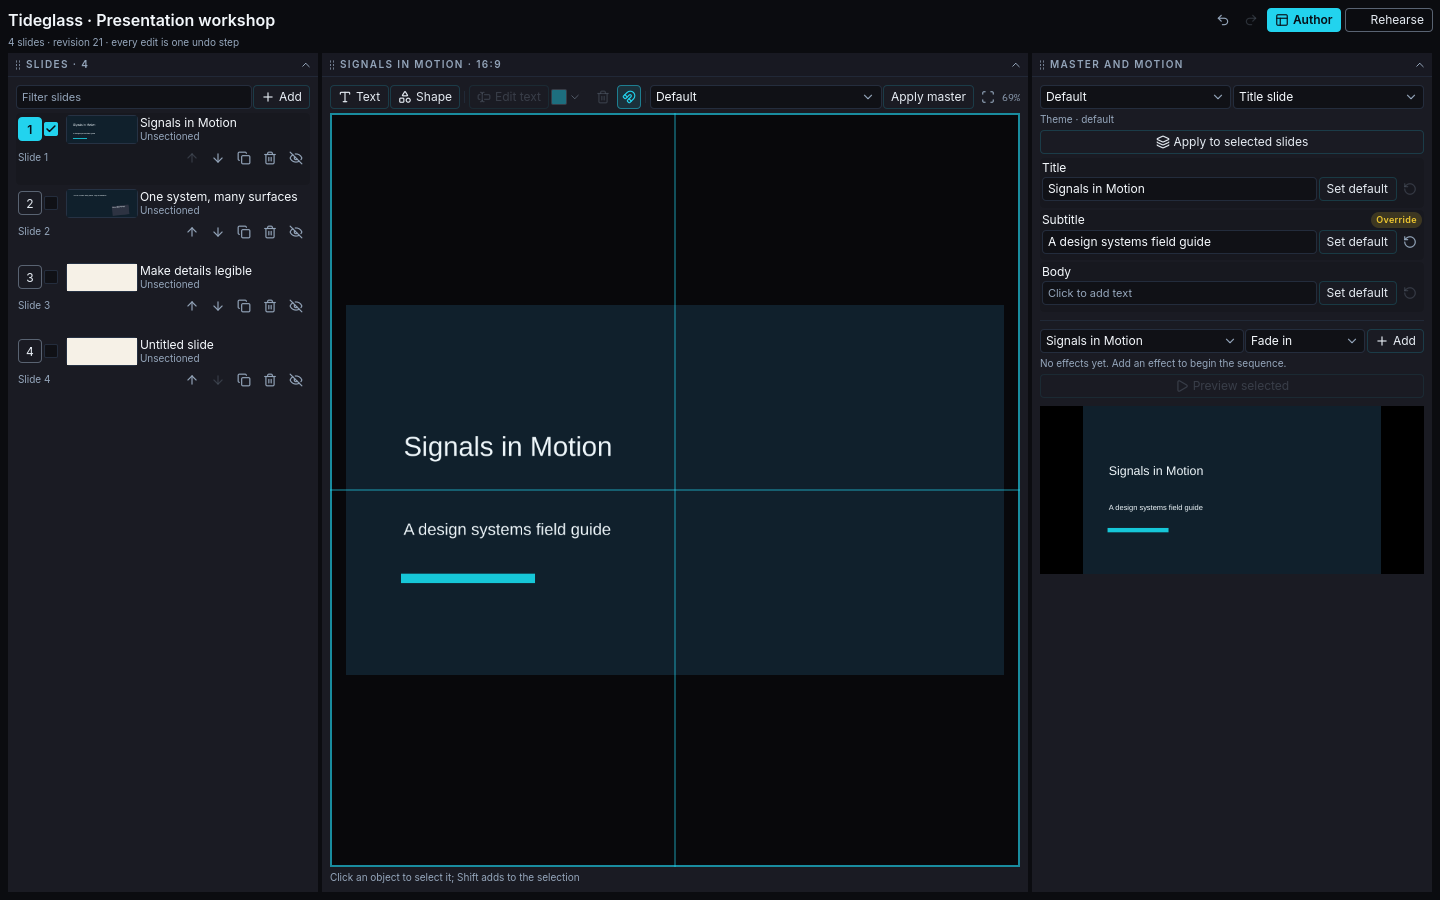 Tideglass · Presentation workshop
Author
Rehearse
4 slides · revision 21 · every edit is one undo step
SLIDES · 4
Filter slides
Add
1
Signals in Motion
Unsectioned
Slide 1
2
One system, many surfaces
Unsectioned
Slide 2
3
Make details legible
Unsectioned
Slide 3
4
Untitled slide
Unsectioned
Slide 4
SIGNALS IN MOTION · 16:9
Text
Shape
Edit text
Default
Apply master
69%
Signals in Motion
A design systems field guide
Click an object to select it; Shift adds to the selection
MASTER AND MOTION
Default
Title slide
Theme · default
Apply to selected slides
Title
Signals in Motion
Set default
Subtitle
Override
A design systems field guide
Set default
Body
Click to add text
Set default
Signals in Motion
Fade in
Add
No effects yet. Add an effect to begin the sequence.
Preview selected
Signals in Motion
A design systems field guide